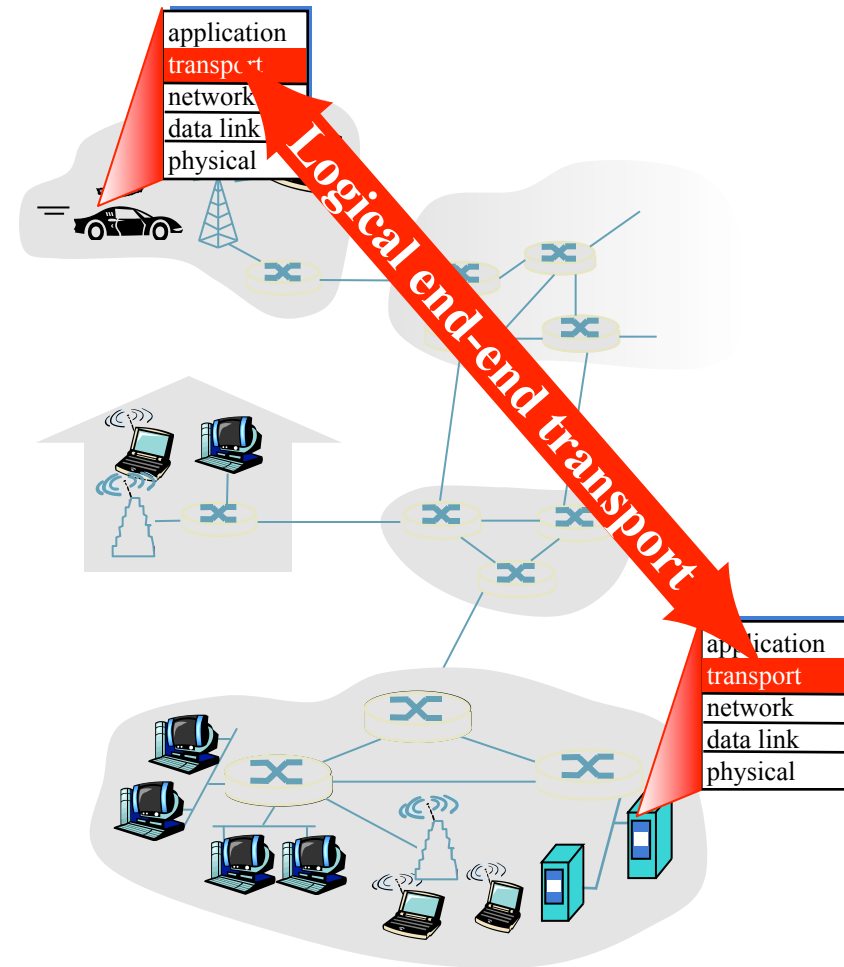 application
transport
network
data link
physical
Logical end-end transport
application
transport
network
data link
physical